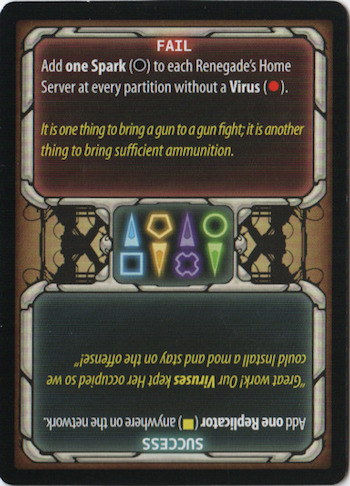 FAIL
Add one Spark (○) to each Renegade's Home
Server at every partition without a Virus (●).
It is one thing to bring a gun to a gun fight; it is another
thing to bring sufficient ammunition.
SUCCESS
Add one Replicator (■) anywhere on the network.
"Great work! Our Viruses kept Her occupied so we
could install a mod and stay on the offense!"